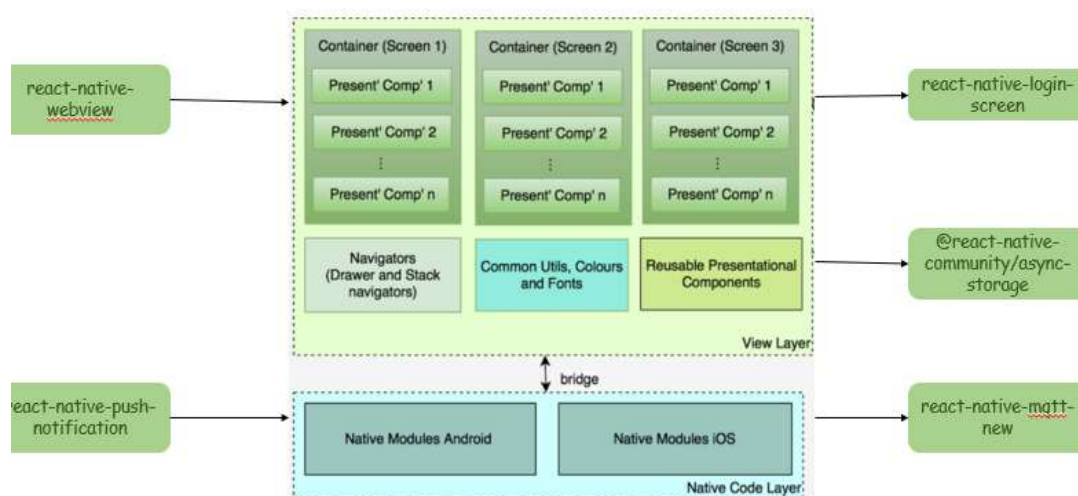 react-native-
webview
Container (Screen 1)
Present' Comp' 1
Present' Comp' 2
⋮
Present' Comp' n
Container (Screen 2)
Present' Comp' 1
Present' Comp' 2
⋮
Present' Comp' n
Container (Screen 3)
Present' Comp' 1
Present' Comp' 2
⋮
Present' Comp' n
react-native-login-
screen
Navigators
(Drawer and Stack
navigators)
Common Utils, Colours
and Fonts
Reusable Presentational
Components
@react-native-
community/async-
storage
View Layer
bridge
react-native-push-
notification
Native Modules Android
Native Modules iOS
react-native-mqtt-
new
Native Code Layer